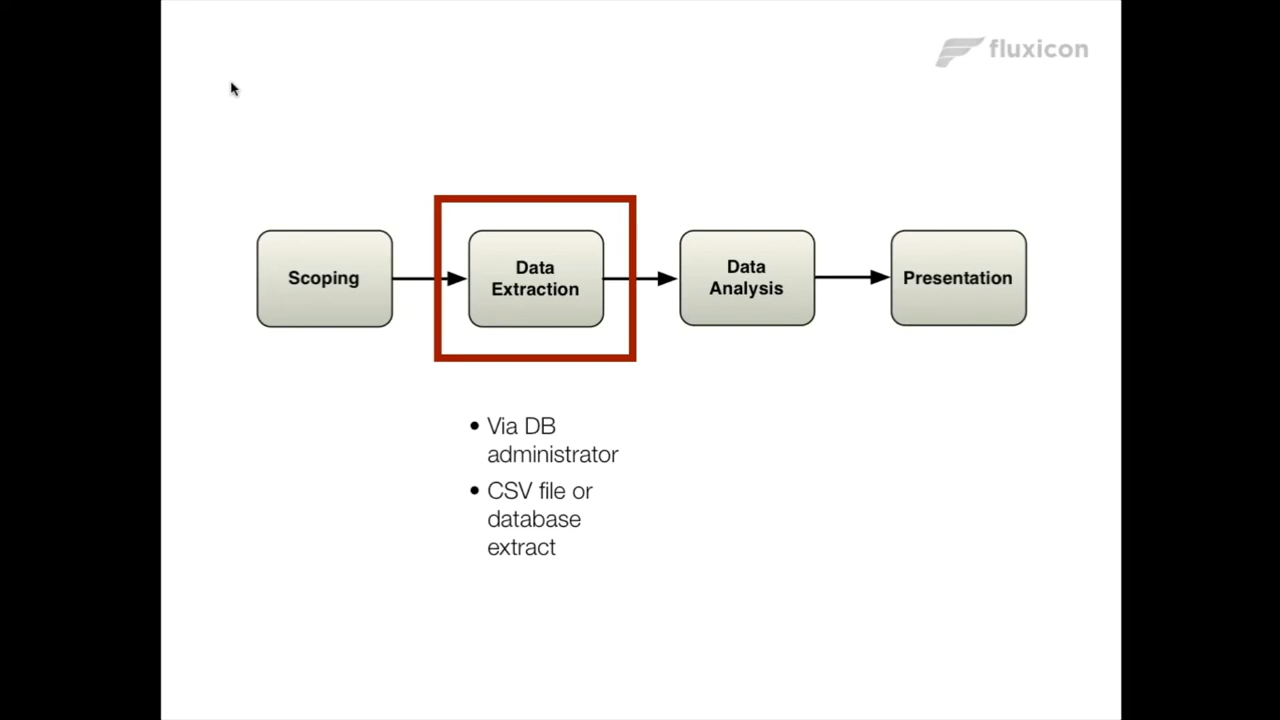 fluxicon
Scoping
Data
Extraction
Data
Analysis
Presentation
• Via DB
administrator
• CSV file or
database
extract